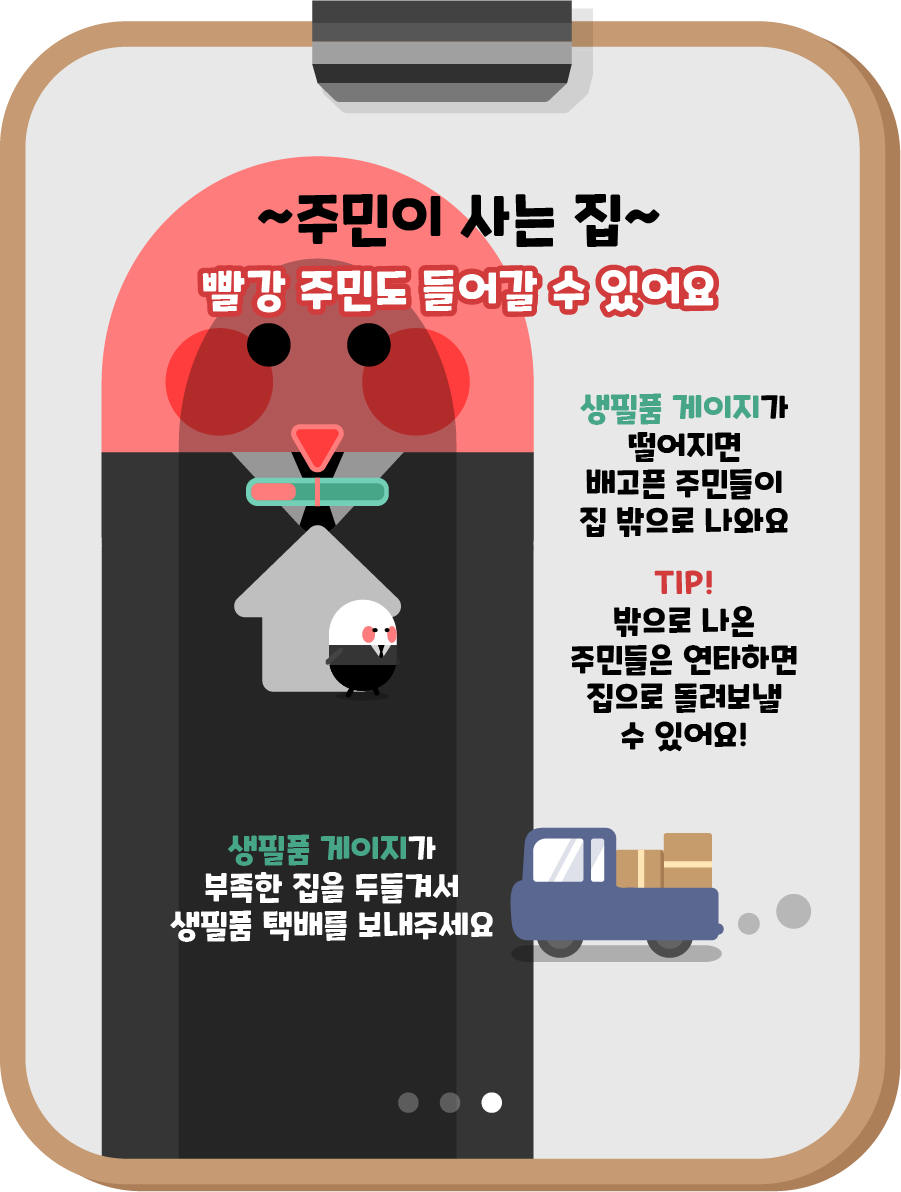 ~주민이 사는 집~
빨강 주민도 들어갈 수 있어요
생필품 게이지가
떨어지면
배고픈 주민들이
집 밖으로 나와요
TIP!
밖으로 나온
주민들은 연타하면
집으로 돌려보낼
수 있어요!
생필품 게이지가
부족한 집을 두들겨서
생필품 택배를 보내주세요